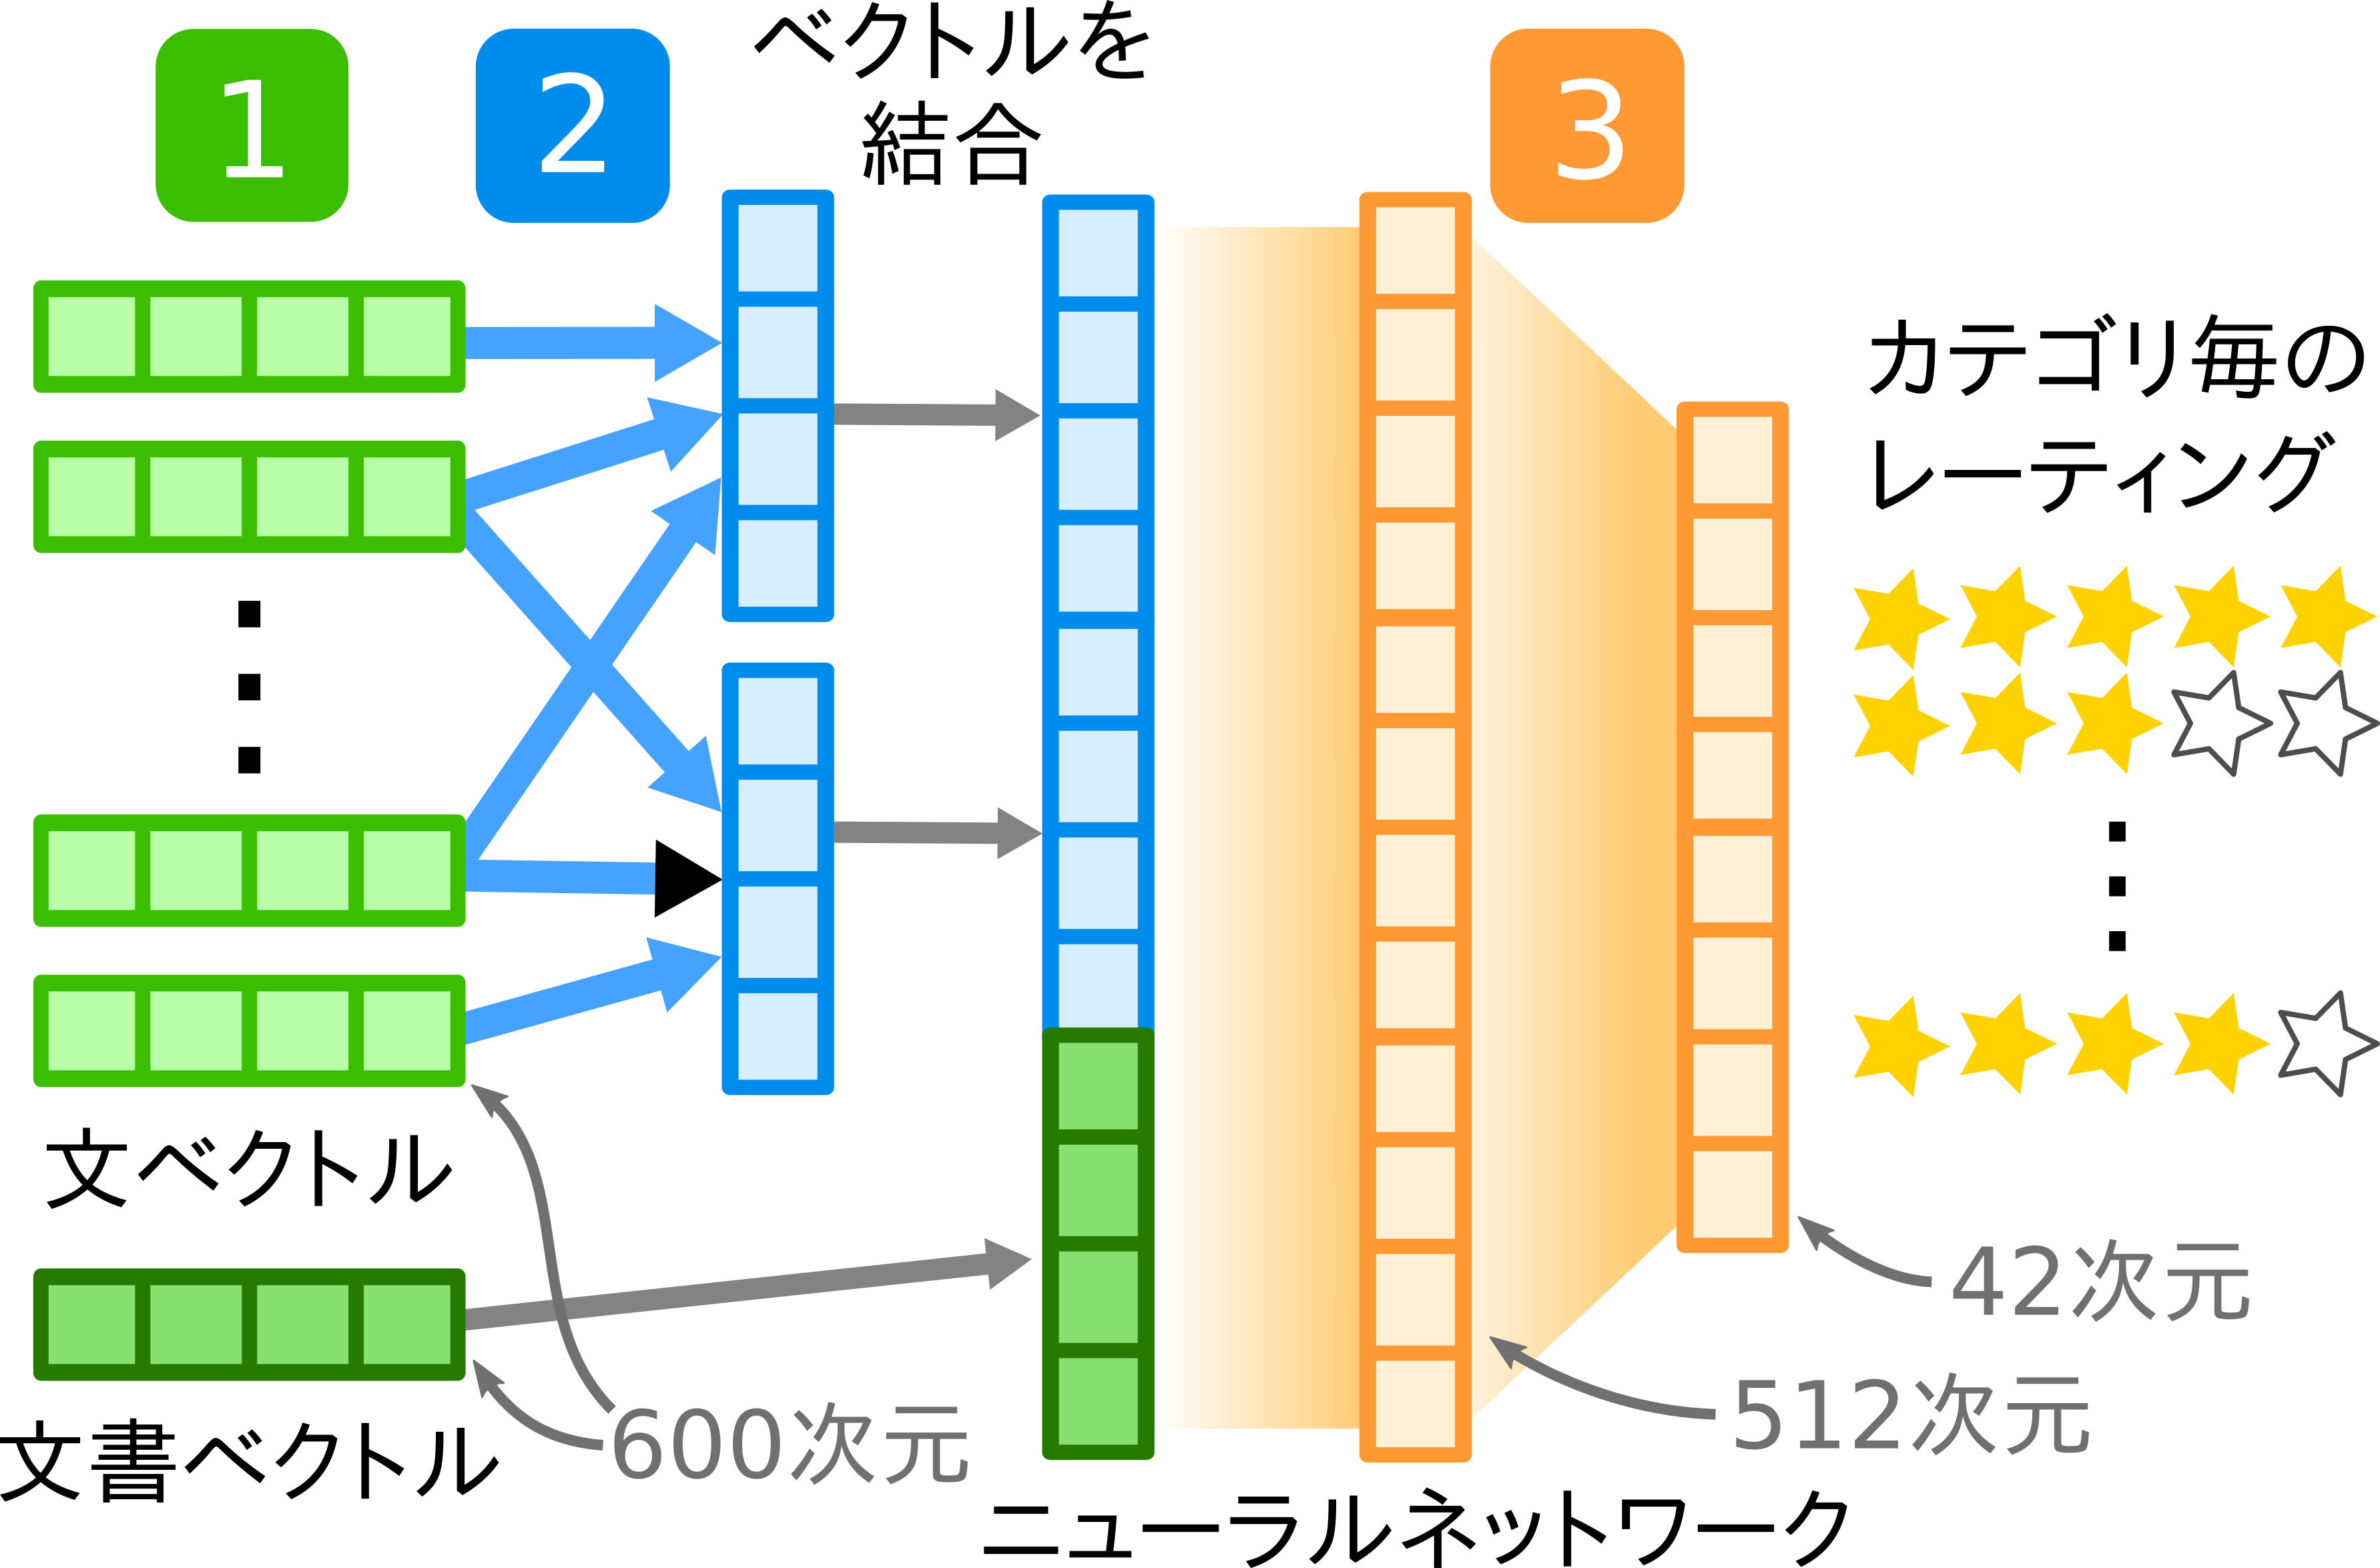 1
2
ベクトルを
結合
3
カテゴリ毎の
レーティング
文ベクトル
文書ベクトル
600次元
42次元
512次元
ニューラルネットワーク